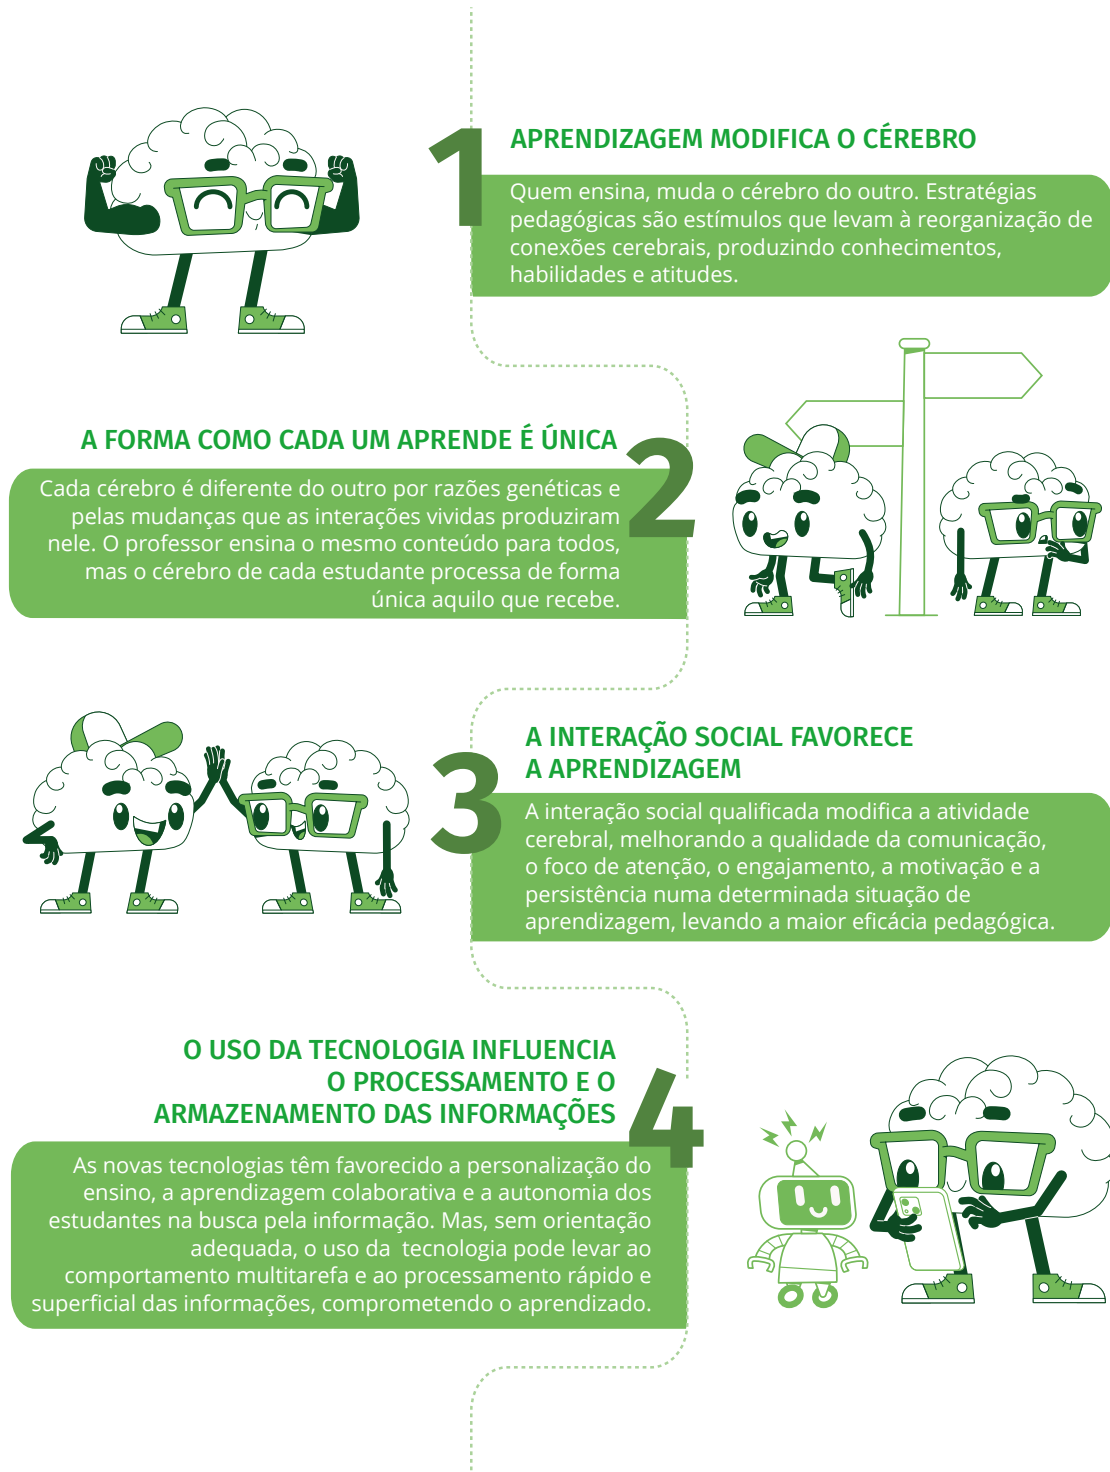 1
APRENDIZAGEM MODIFICA O CÉREBRO
Quem ensina, muda o cérebro do outro. Estratégias
pedagógicas são estímulos que levam à reorganização de
conexões cerebrais, produzindo conhecimentos,
habilidades e atitudes.
2
A FORMA COMO CADA UM APRENDE É ÚNICA
Cada cérebro é diferente do outro por razões genéticas e
pelas mudanças que as interações vividas produziram
nele. O professor ensina o mesmo conteúdo para todos,
mas o cérebro de cada estudante processa de forma
única aquilo que recebe.
3
A INTERAÇÃO SOCIAL FAVORECE
A APRENDIZAGEM
A interação social qualificada modifica a atividade
cerebral, melhorando a qualidade da comunicação,
o foco de atenção, o engajamento, a motivação e a
persistência numa determinada situação de
aprendizagem, levando a maior eficácia pedagógica.
4
O USO DA TECNOLOGIA INFLUENCIA
O PROCESSAMENTO E O
ARMAZENAMENTO DAS INFORMAÇÕES
As novas tecnologias têm favorecido a personalização do
ensino, a aprendizagem colaborativa e a autonomia dos
estudantes na busca pela informação. Mas, sem orientação
adequada, o uso da tecnologia pode levar ao
comportamento multitarefa e ao processamento rápido e
superficial das informações, comprometendo o aprendizado.